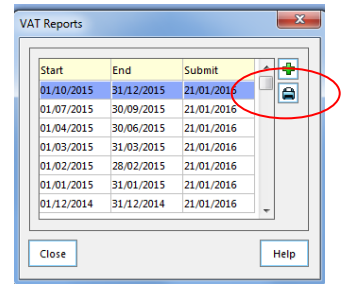 VAT Reports
Start End Submit
01/10/2015 31/12/2015 21/01/2016
01/07/2015 30/09/2015 21/01/2016
01/04/2015 30/06/2015 21/01/2016
01/03/2015 31/03/2015 21/01/2016
01/02/2015 28/02/2015 21/01/2016
01/01/2015 31/01/2015 21/01/2016
01/12/2014 31/12/2014 21/01/2016
Close Help